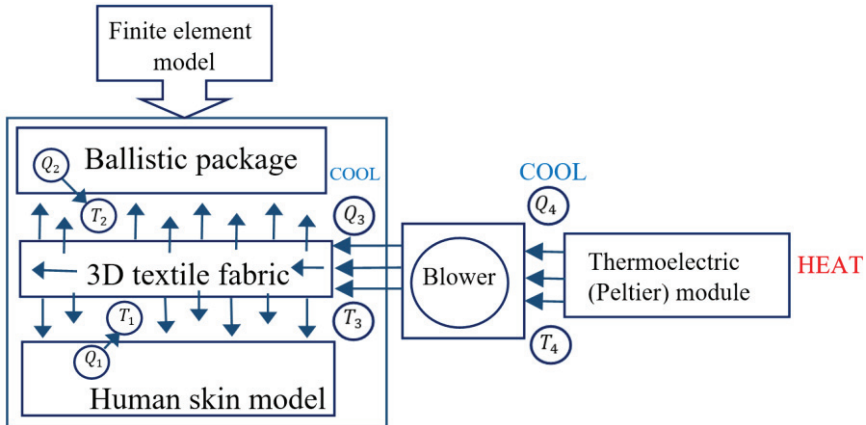 Finite element
model
Ballistic package
Q₂
T₂
COOL
Q₃
COOL
Q₄
3D textile fabric
Blower
Thermoelectric
(Peltier) module
HEAT
T₁
T₃
T₄
Q₁
Human skin model